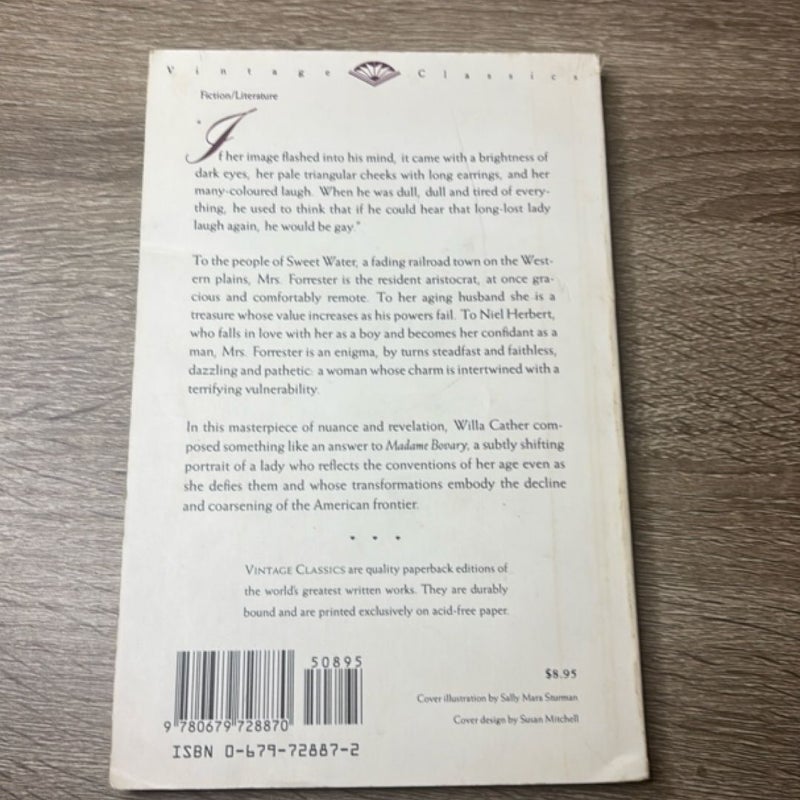 Vintage Classics
Fiction/Literature
"If her image flashed into his mind, it came with a brightness of
dark eyes, her pale triangular cheeks with long earrings, and her
many-coloured laugh. When he was dull, dull and tired of every-
thing, he used to think that if he could hear that long-lost lady
laugh again, he would be gay."
To the people of Sweet Water, a fading railroad town on the West-
ern plains, Mrs. Forrester is the resident aristocrat, at once gra-
cious and comfortably remote. To her aging husband she is a
treasure whose value increases as his powers fail. To Niel Herbert,
who falls in love with her as a boy and becomes her confidant as a
man, Mrs. Forrester is an enigma, by turns steadfast and faithless,
dazzling and pathetic: a woman whose charm is intertwined with a
terrifying vulnerability.
In this masterpiece of nuance and revelation, Willa Cather com-
posed something like an answer to Madame Bovary, a subtly shifting
portrait of a lady who reflects the conventions of her age even as
she defies them and whose transformations embody the decline
and coarsening of the American frontier.
• • •
VINTAGE CLASSICS are quality paperback editions of
the world's greatest written works. They are durably
bound and are printed exclusively on acid-free paper.
50895
9 780679 728870
ISBN 0-679-72887-2
$8.95
Cover illustration by Sally Mara Sturman
Cover design by Susan Mitchell